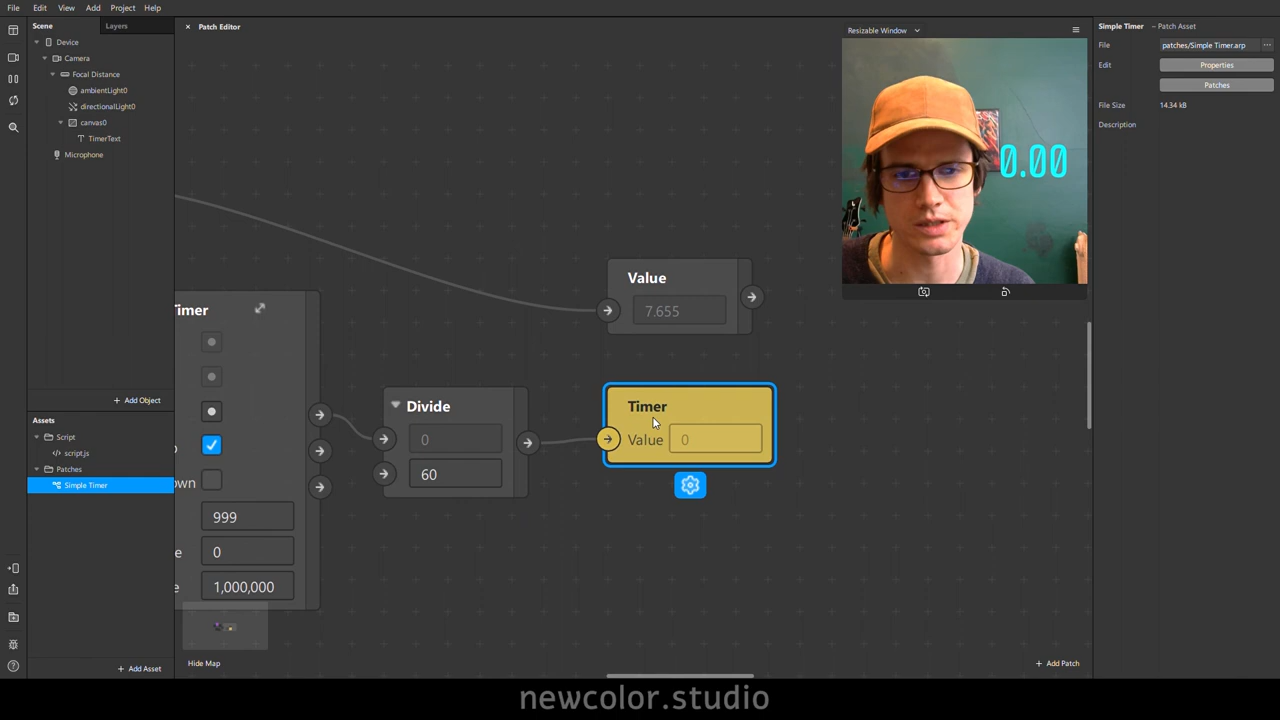 File Edit View Add Project Help
Scene
Layers
Device
Camera
Focal Distance
ambientLight0
directionalLight0
canvas0
TimerText
Microphone
+ Add Object
Assets
Script
script.js
Patches
Simple Timer
+ Add Asset
× Patch Editor
Value
7.655
Timer
999
0
1,000,000
Divide
0
60
Timer
Value 0
Hide Map
+ Add Patch
Resizable Window
0.00
Simple Timer – Patch Asset
File patches/Simple Timer.arp ...
Edit Properties
Patches
File Size 14.34 kB
Description
newcolor.studio